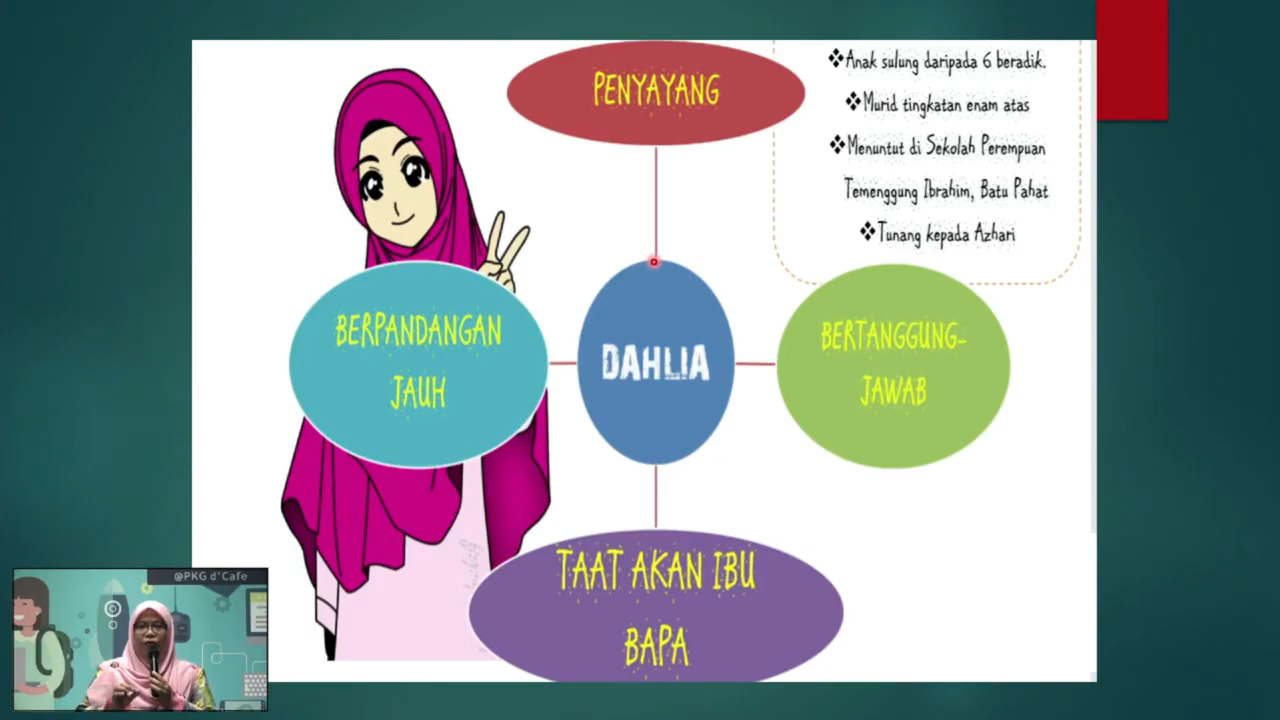 PENYAYANG
❖Anak sulung daripada 6 beradik.
❖Murid tingkatan enam atas
❖Menuntut di Sekolah Perempuan
Temenggung Ibrahim, Batu Pahat
❖Tunang kepada Azhari
BERPANDANGAN
JAUH
DAHLIA
BERTANGGUNG-
JAWAB
TAAT AKAN IBU
BAPA
@PKG d'Cafe